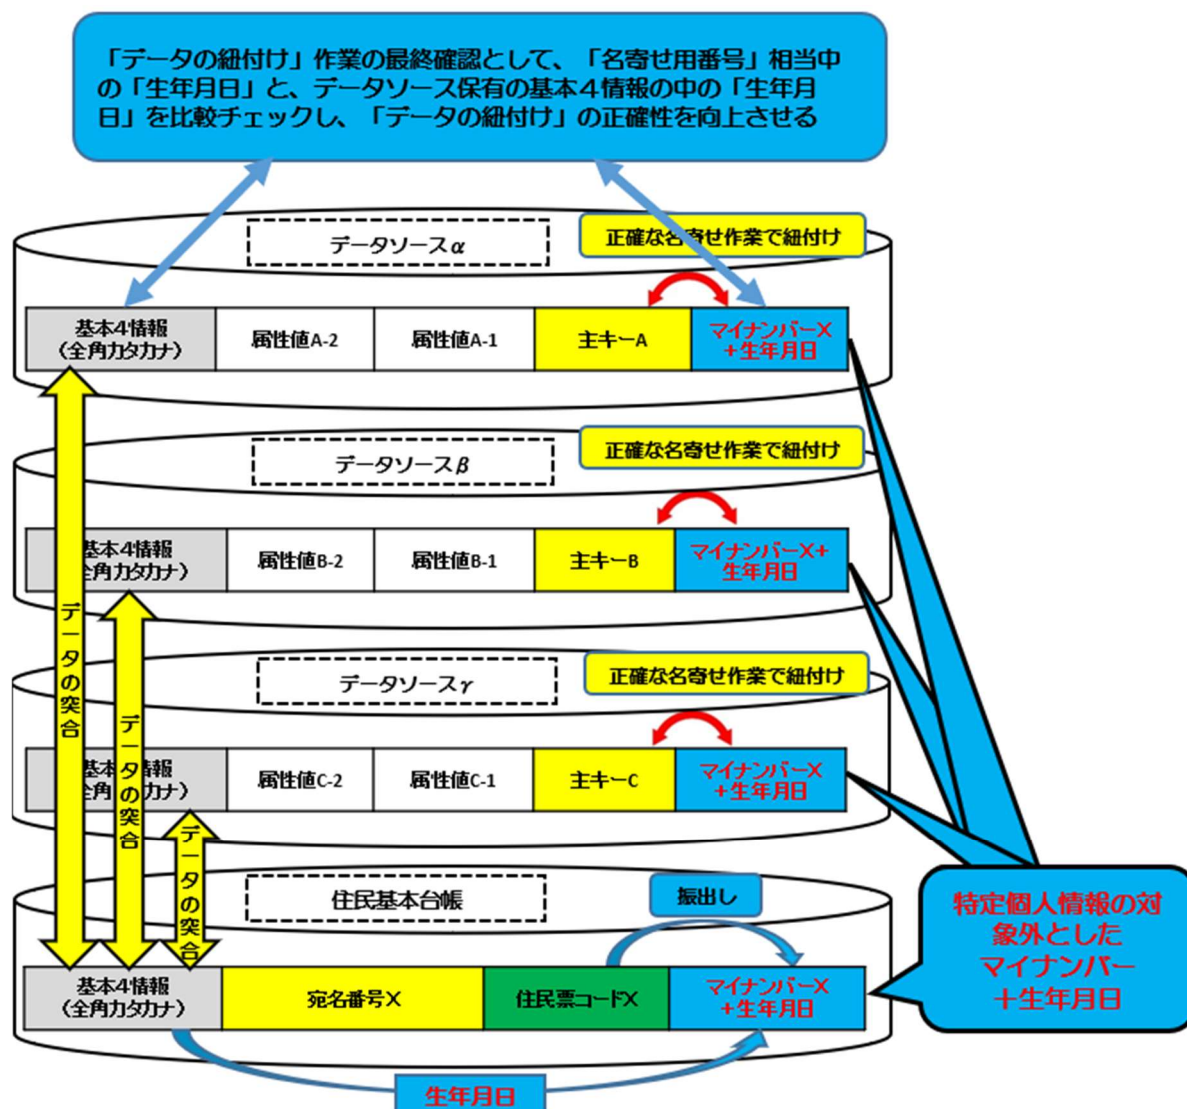 「データの紐付け」作業の最終確認として、「名寄せ用番号」相当中
の「生年月日」と、データソース保有の基本４情報の中の「生年月
日」を比較チェックし、「データの紐付け」の正確性を向上させる
データソースα
正確な名寄せ作業で紐付け
基本4情報
（全角カタカナ）
属性値A-2
属性値A-1
主キーA
マイナンバーX
＋生年月日
データソースβ
正確な名寄せ作業で紐付け
基本4情報
全角カタカナ）
属性値B-2
属性値B-1
主キーB
マイナンバーX＋
生年月日
データソースγ
正確な名寄せ作業で紐付け
基本4情報
全角カタカナ）
属性値C-2
属性値C-1
主キーC
マイナンバーX
＋生年月日
データの突合
データの突合
データの突合
住民基本台帳
振出し
基本4情報
（全角カタカナ）
宛名番号X
住民票コードX
マイナンバーX
＋生年月日
生年月日
特定個人情報の対
象外とした
マイナンバー
＋生年月日